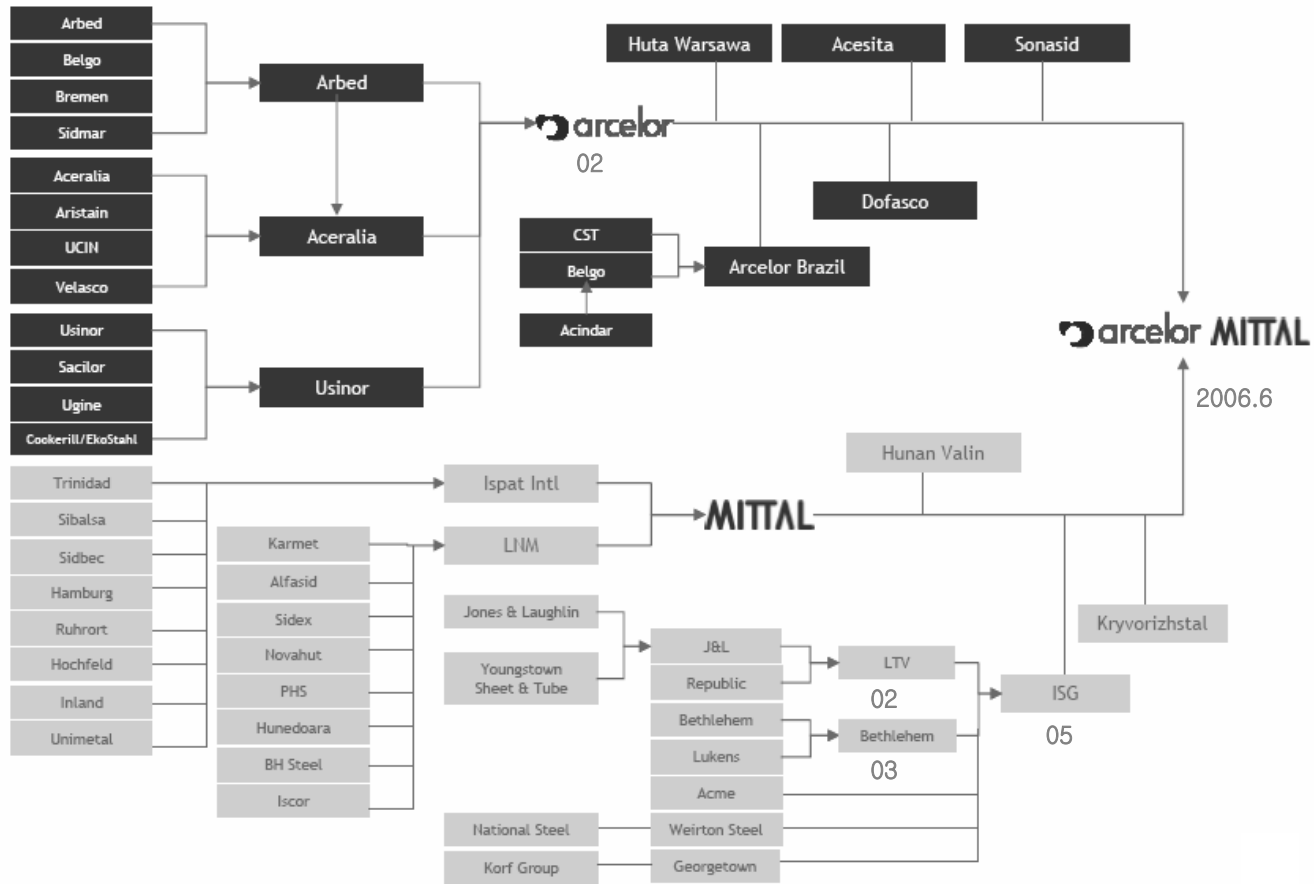 Arbed
Belgo
Bremen
Sidmar
Aceralia
Aristain
UCIN
Velasco
Usinor
Sacilor
Ugine
Cookerill/EkoStahl
Arbed
Aceralia
Usinor
arcelor
02
Huta Warsawa
Acesita
Sonasid
Dofasco
CST
Belgo
Acindar
Arcelor Brazil
arcelor MITTAL
2006.6
Trinidad
Sibalsa
Sidbec
Hamburg
Ruhrort
Hochfeld
Inland
Unimetal
Karmet
Alfasid
Sidex
Novahut
PHS
Hunedoara
BH Steel
Iscor
Ispat Intl
LNM
MITTAL
Hunan Valin
Kryvorizhstal
Jones & Laughlin
Youngstown
Sheet & Tube
J&L
Republic
Bethlehem
Lukens
Acme
National Steel
Weirton Steel
Korf Group
Georgetown
LTV
02
Bethlehem
03
ISG
05